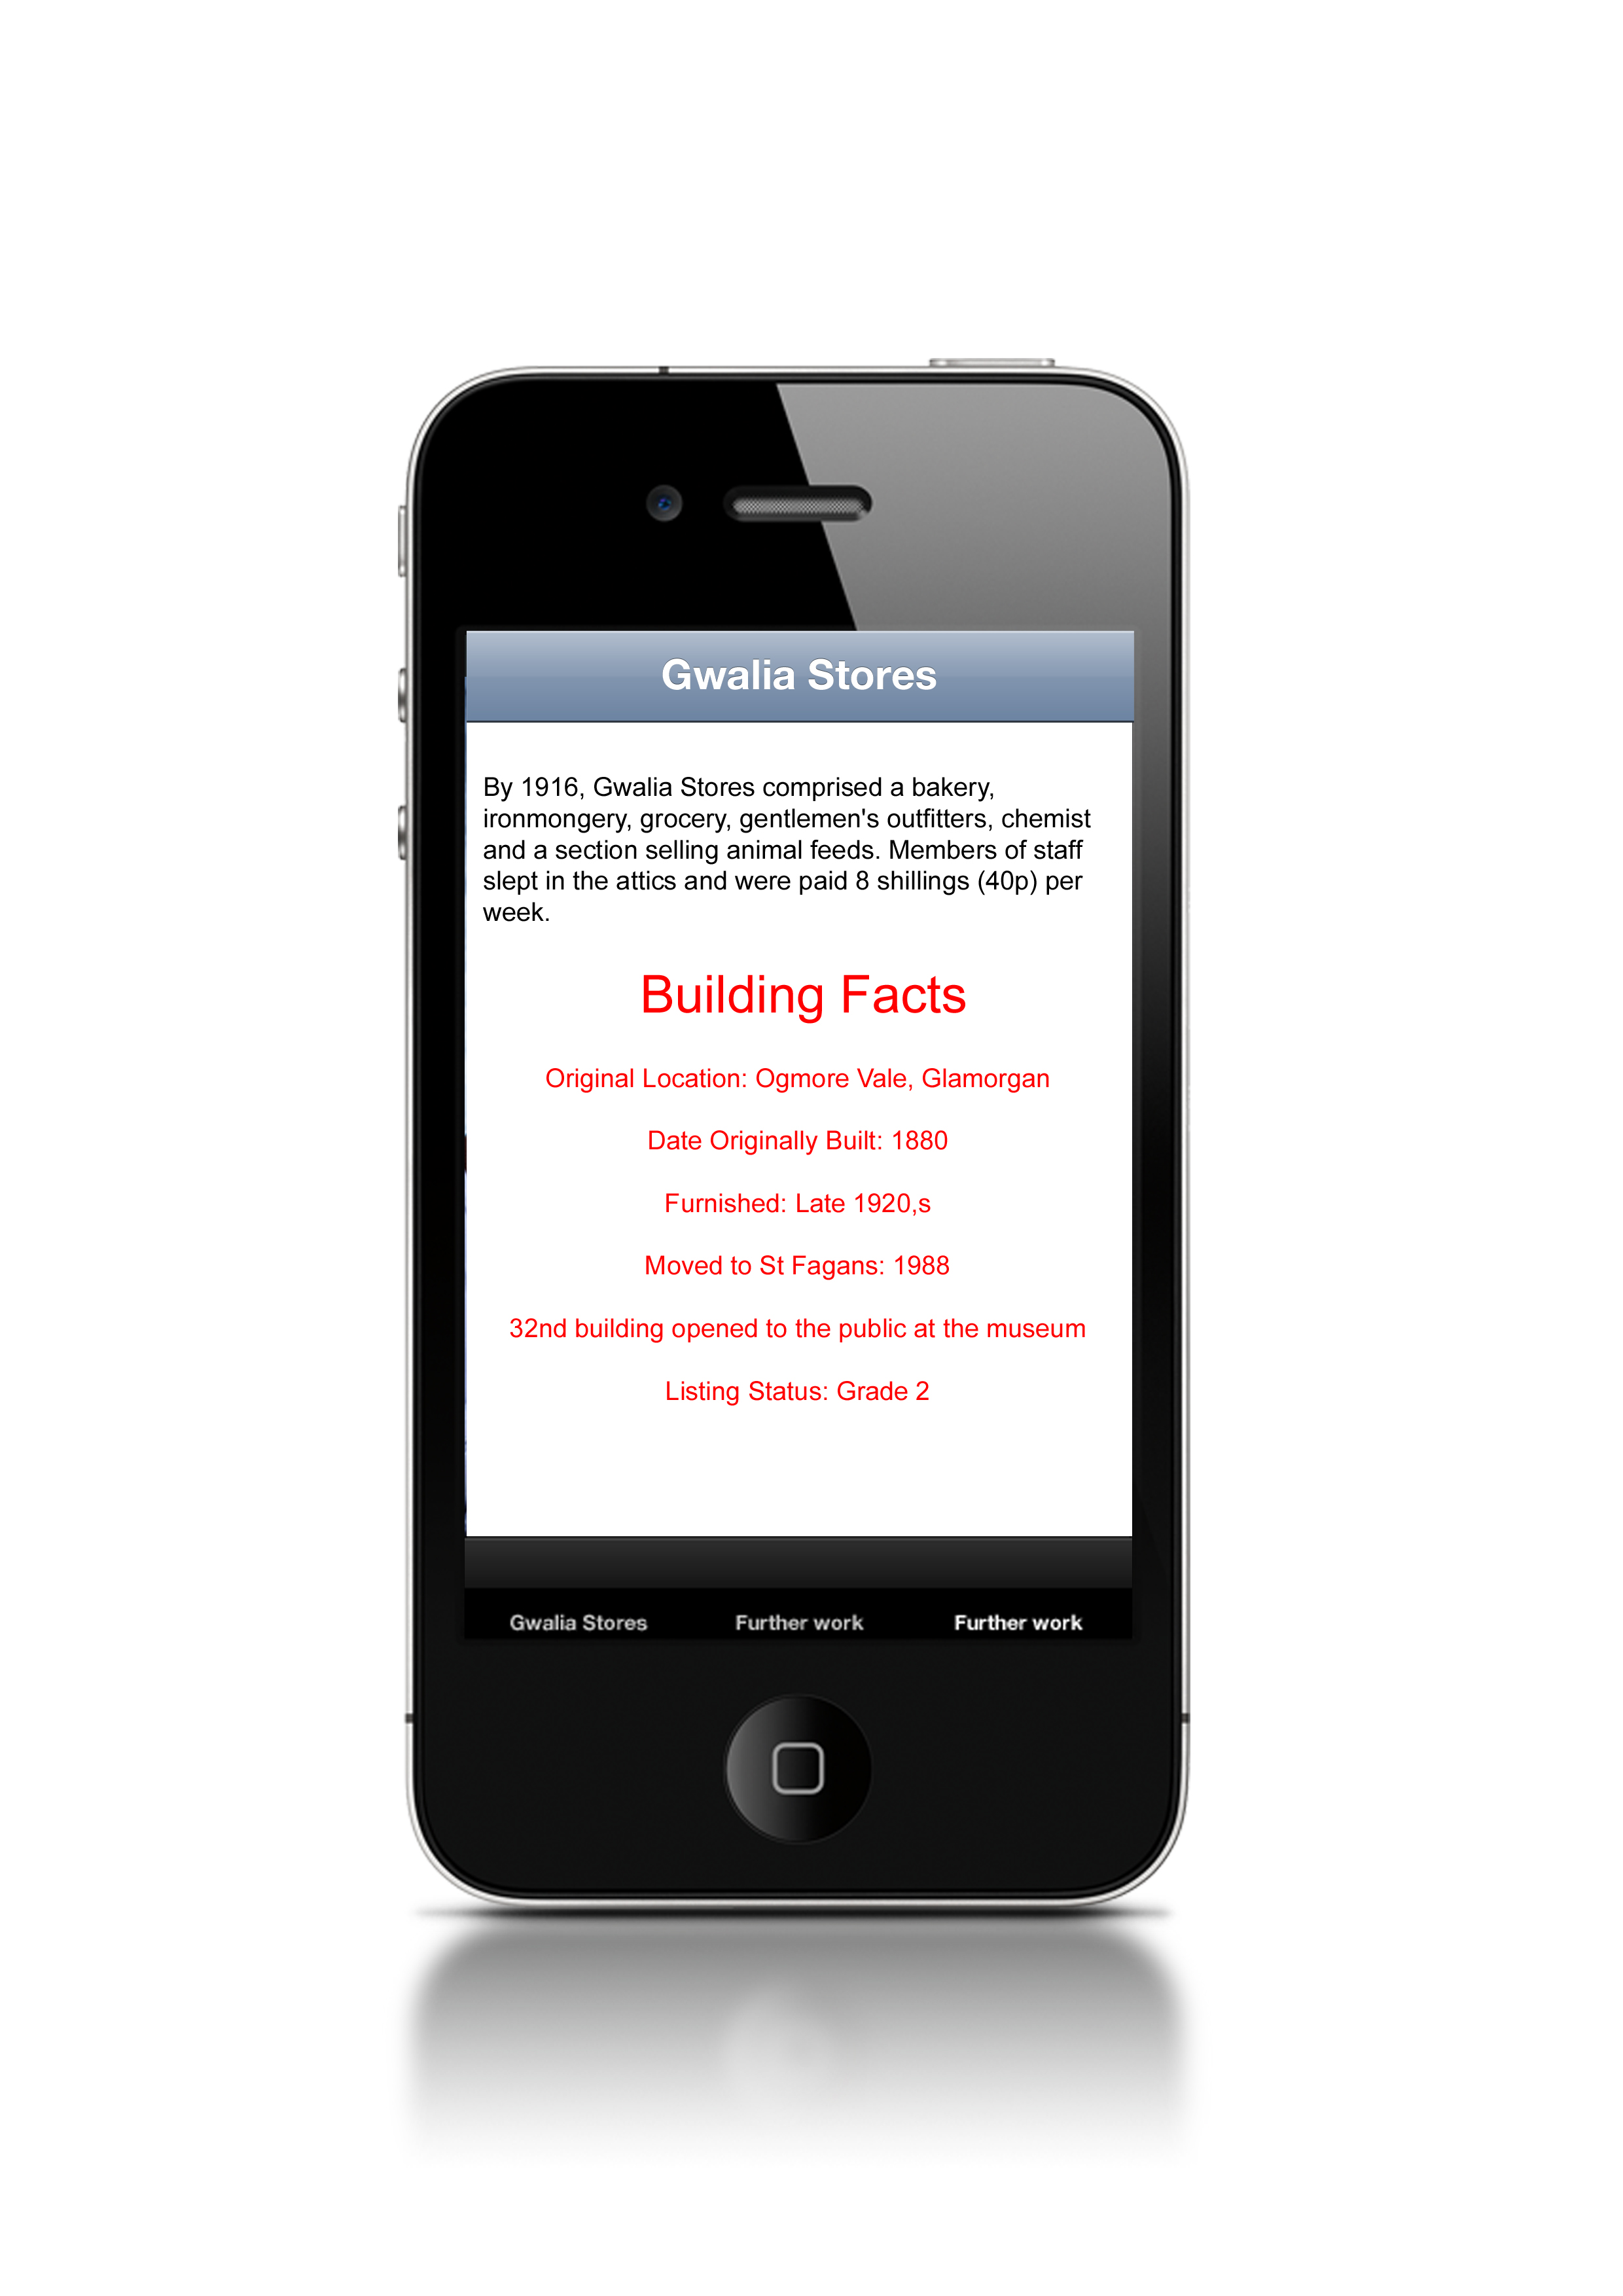 Gwalia Stores
By 1916, Gwalia Stores comprised a bakery,
ironmongery, grocery, gentlemen's outfitters, chemist
and a section selling animal feeds. Members of staff
slept in the attics and were paid 8 shillings (40p) per
week.
Building Facts
Original Location: Ogmore Vale, Glamorgan
Date Originally Built: 1880
Furnished: Late 1920,s
Moved to St Fagans: 1988
32nd building opened to the public at the museum
Listing Status: Grade 2
Gwalia Stores Further work Further work